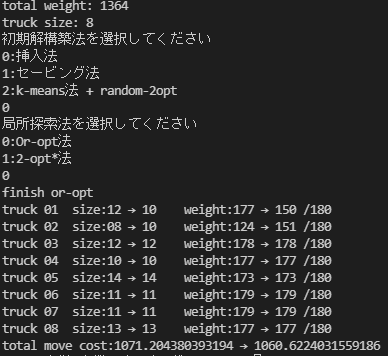 total weight: 1364
truck size: 8
初期解構築法を選択してください
0:挿入法
1:セービング法
2:k-means法 + random-2opt
0
局所探索法を選択してください
0:Or-opt法
1:2-opt*法
0
finish or-opt
truck 01  size:12 → 10    weight:177 → 150 /180
truck 02  size:08 → 10    weight:124 → 151 /180
truck 03  size:12 → 12    weight:178 → 178 /180
truck 04  size:10 → 10    weight:177 → 177 /180
truck 05  size:14 → 14    weight:173 → 173 /180
truck 06  size:11 → 11    weight:179 → 179 /180
truck 07  size:11 → 11    weight:179 → 179 /180
truck 08  size:13 → 13    weight:177 → 177 /180
total move cost:1071.204380393194 → 1060.6224031559186